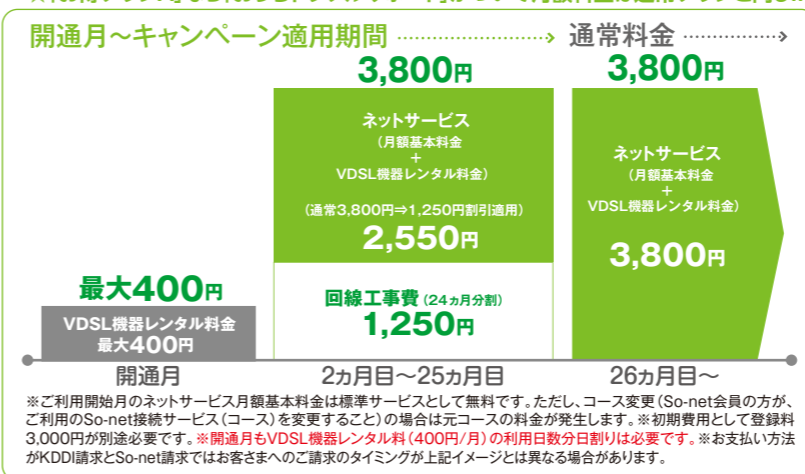 開通月～キャンペーン適用期間
通常料金
3,800円
3,800円
ネットサービス
(月額基本料金
+
VDSL機器レンタル料金)
(通常3,800円⇒1,250円割引適用)
2,550円
ネットサービス
(月額基本料金
+
VDSL機器レンタル料金)
3,800円
最大400円
VDSL機器レンタル料金
最大400円
回線工事費(24ヵ月分割)
1,250円
開通月
2ヵ月目～25ヵ月目
26ヵ月目～
※ご利用開始月のネットサービス月額基本料金は標準サービスとして無料です。ただし、コース変更(So-net会員の方が、
ご利用のSo-net接続サービス(コース)を変更すること)の場合は元コースの料金が発生します。※初期費用として登録料
3,000円が別途必要です。※開通月もVDSL機器レンタル料(400円/月)の利用日数分日割りは必要です。※お支払い方法
がKDDI請求とSo-net請求ではお客さまへのご請求のタイミングが上記イメージとは異なる場合があります。